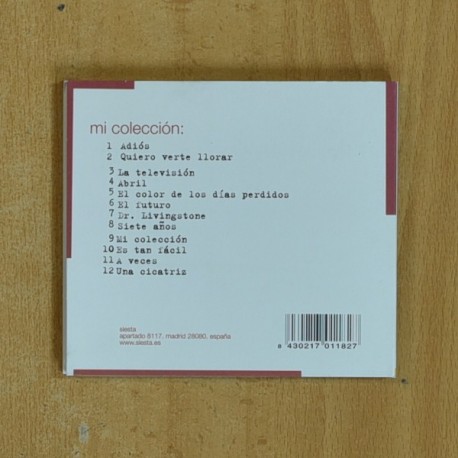 mi colección:
1 Adiós
2 Quiero verte llorar
3 La televisión
4 Abril
5 El color de los días perdidos
6 El futuro
7 Dr. Livingstone
8 Siete años
9 Mi colección
10 Es tan fácil
11 A veces
12 Una cicatriz
siesta
apartado 8117. madrid 28080. españa
www.siesta.es
8 430217 011827